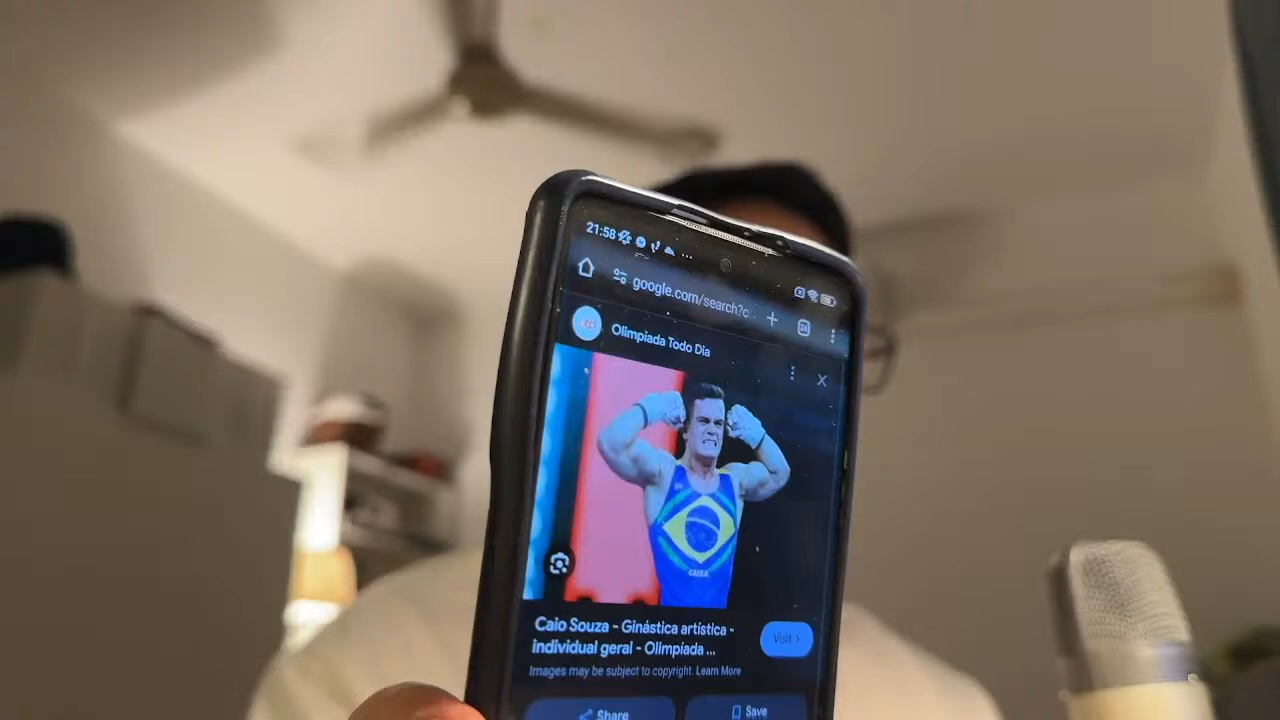 21:58
google.com/search?c
24
Olimpiada Todo Dia
CAIXA
Caio Souza - Ginástica artística -
individual geral - Olimpiada ...
Visit >
Images may be subject to copyright. Learn More
Share
Save